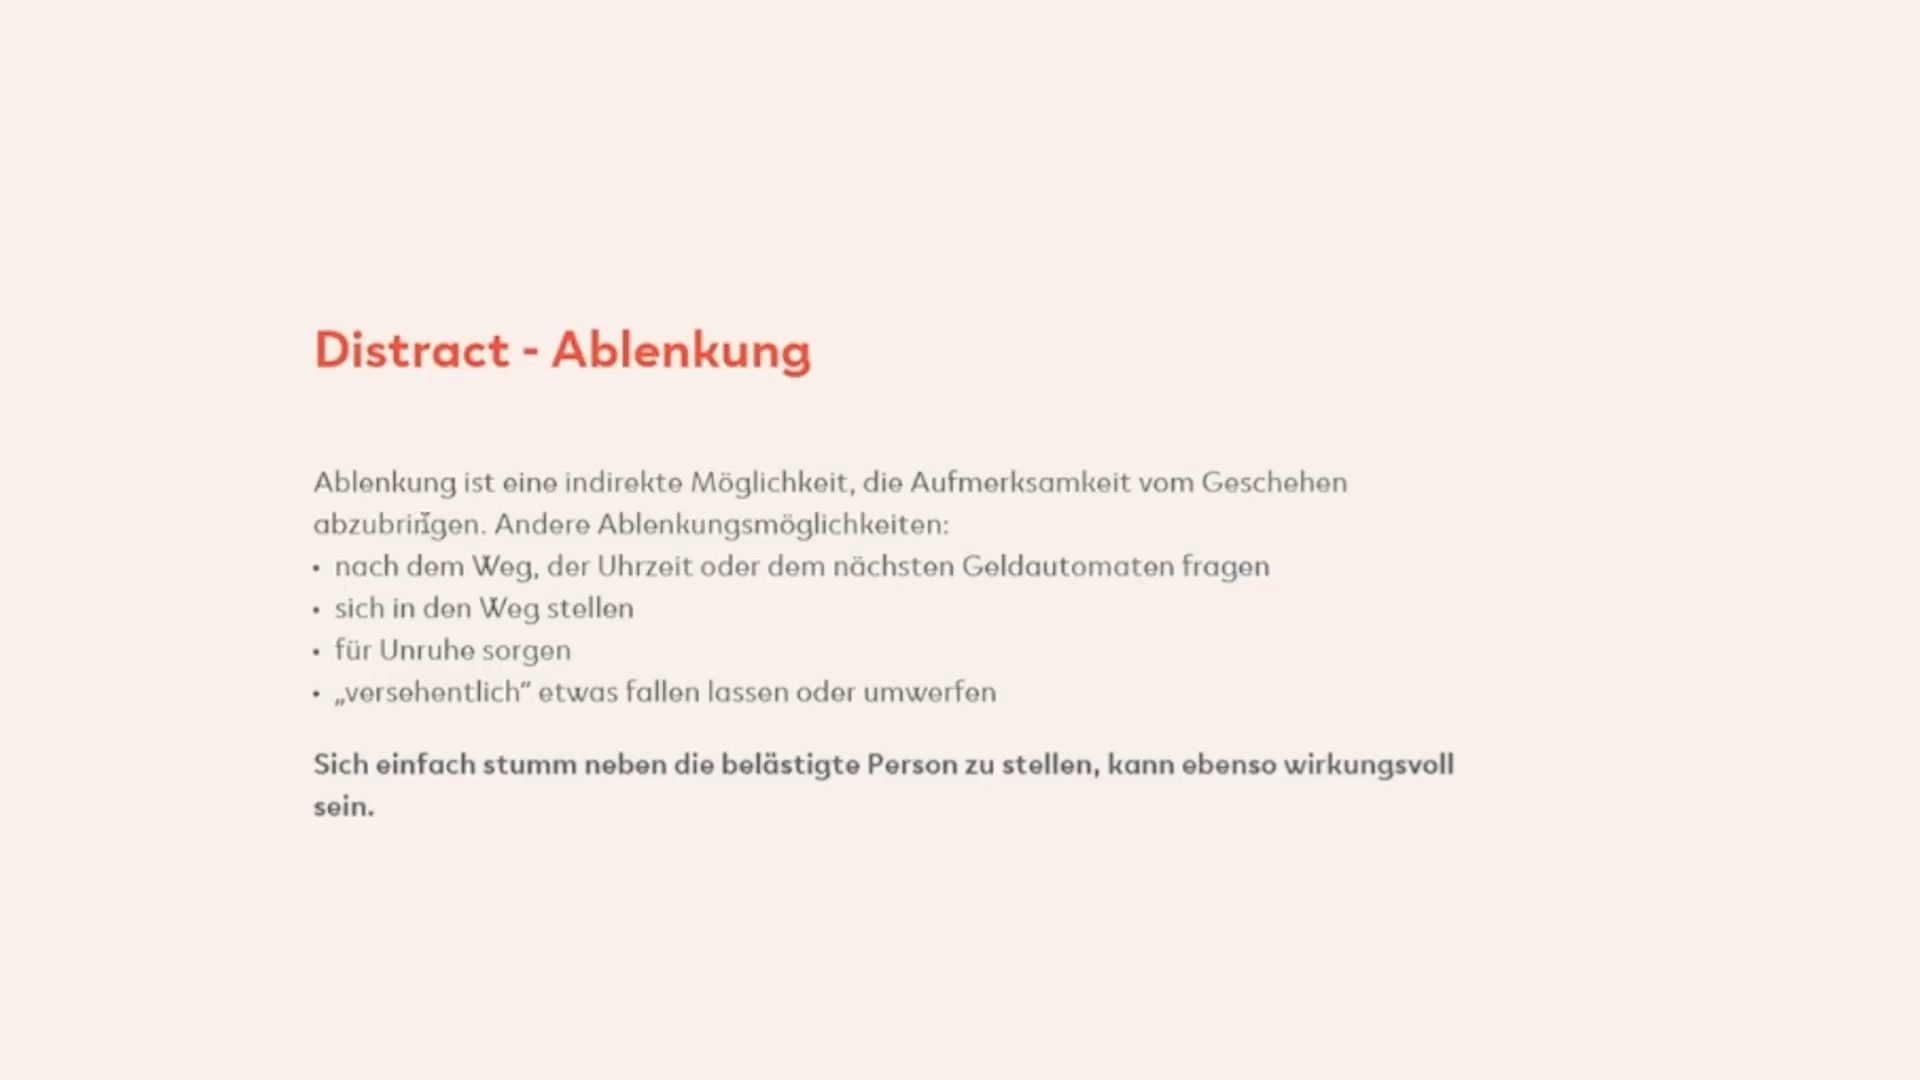 Distract - Ablenkung
Ablenkung ist eine indirekte Möglichkeit, die Aufmerksamkeit vom Geschehen
abzubringen. Andere Ablenkungsmöglichkeiten:
• nach dem Weg, der Uhrzeit oder dem nächsten Geldautomaten fragen
• sich in den Weg stellen
• für Unruhe sorgen
• „versehentlich“ etwas fallen lassen oder umwerfen
Sich einfach stumm neben die belästigte Person zu stellen, kann ebenso wirkungsvoll
sein.